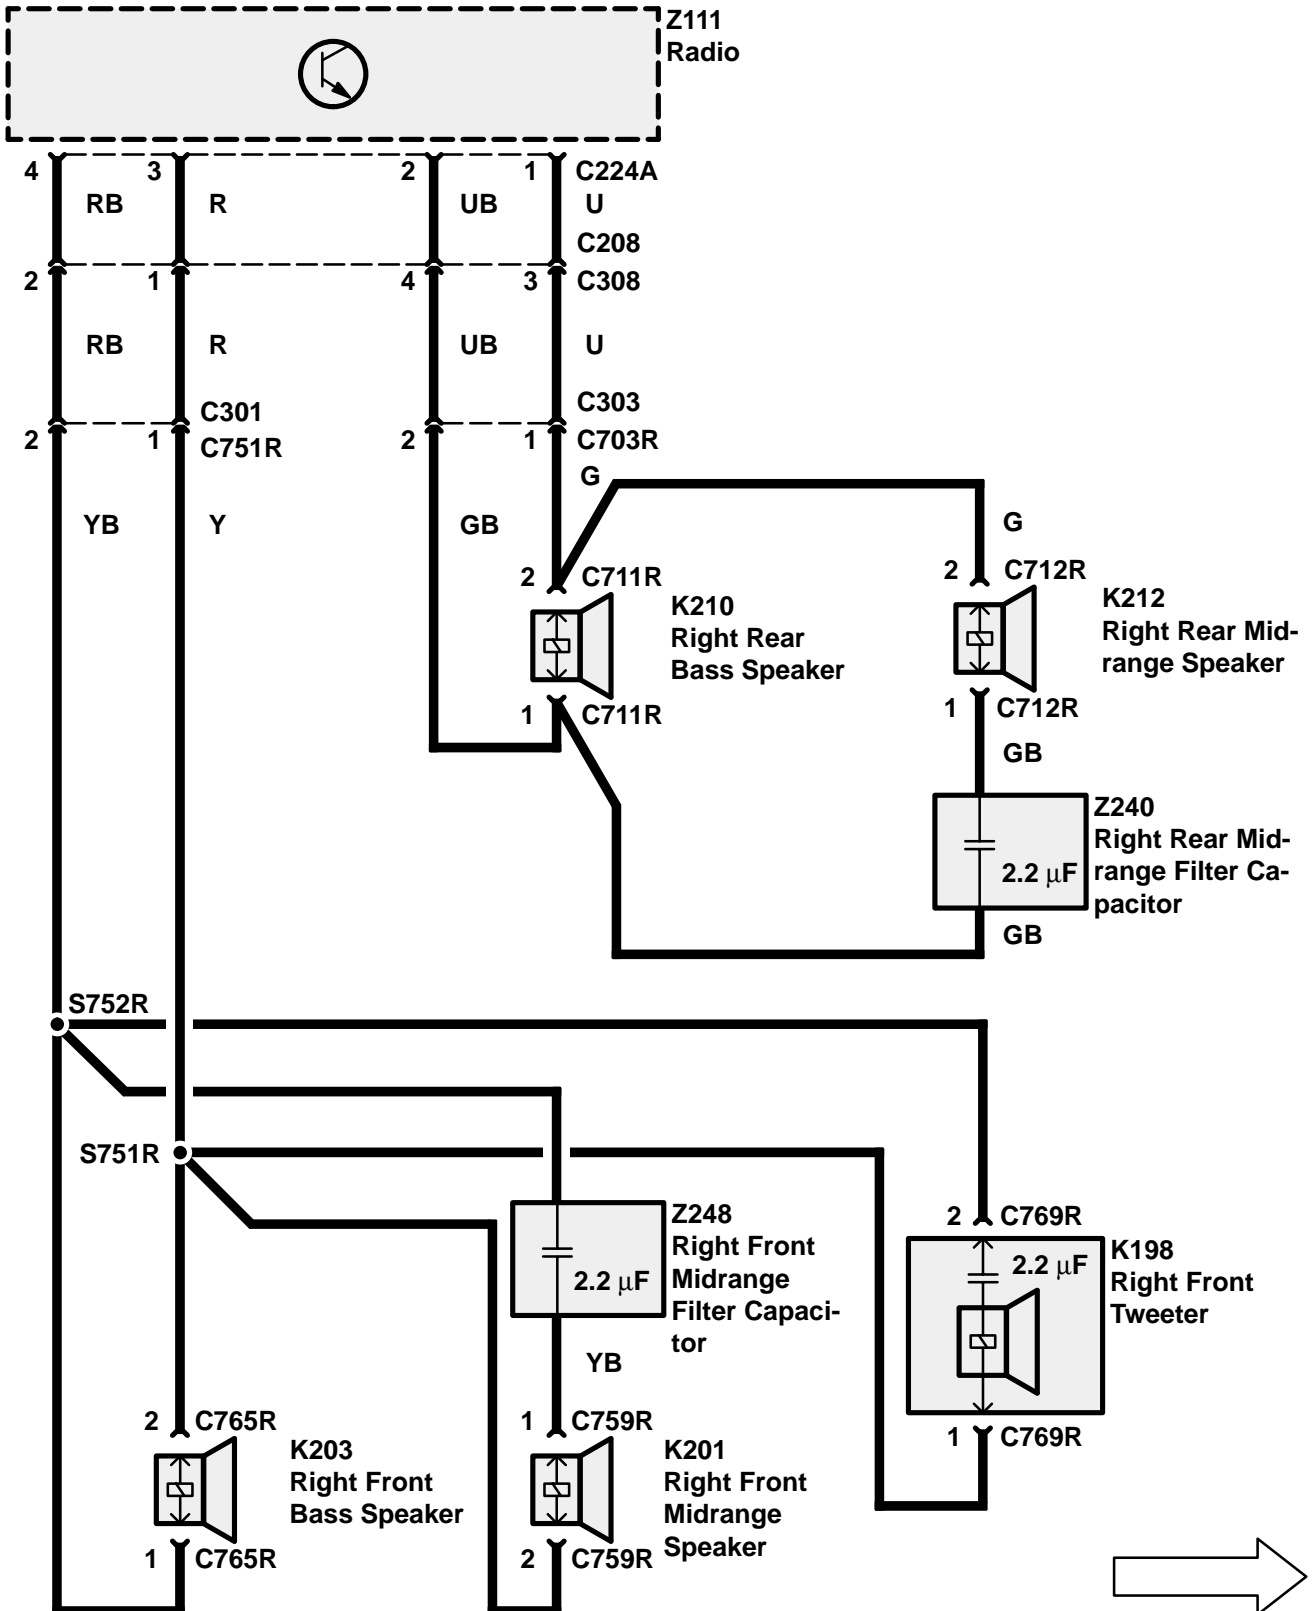 Z111
Radio
4 3 2 1 C224A
RB R UB U
C208
2 1 4 3 C308
RB R UB U
C301 C303
2 1 C751R 2 1 C703R
G
YB Y GB G
2 C711R 2 C712R
K210
Right Rear
Bass Speaker
K212
Right Rear Mid-
range Speaker
1 C711R 1 C712R
GB
Z240
Right Rear Mid-
range Filter Ca-
pacitor
2.2 μF
GB
S752R
S751R
Z248
Right Front
Midrange
Filter Capaci-
tor
2.2 μF
YB
2 C769R
K198
Right Front
Tweeter
2.2 μF
1 C769R
2 C765R
K203
Right Front
Bass Speaker
1 C765R
1 C759R
K201
Right Front
Midrange
Speaker
2 C759R